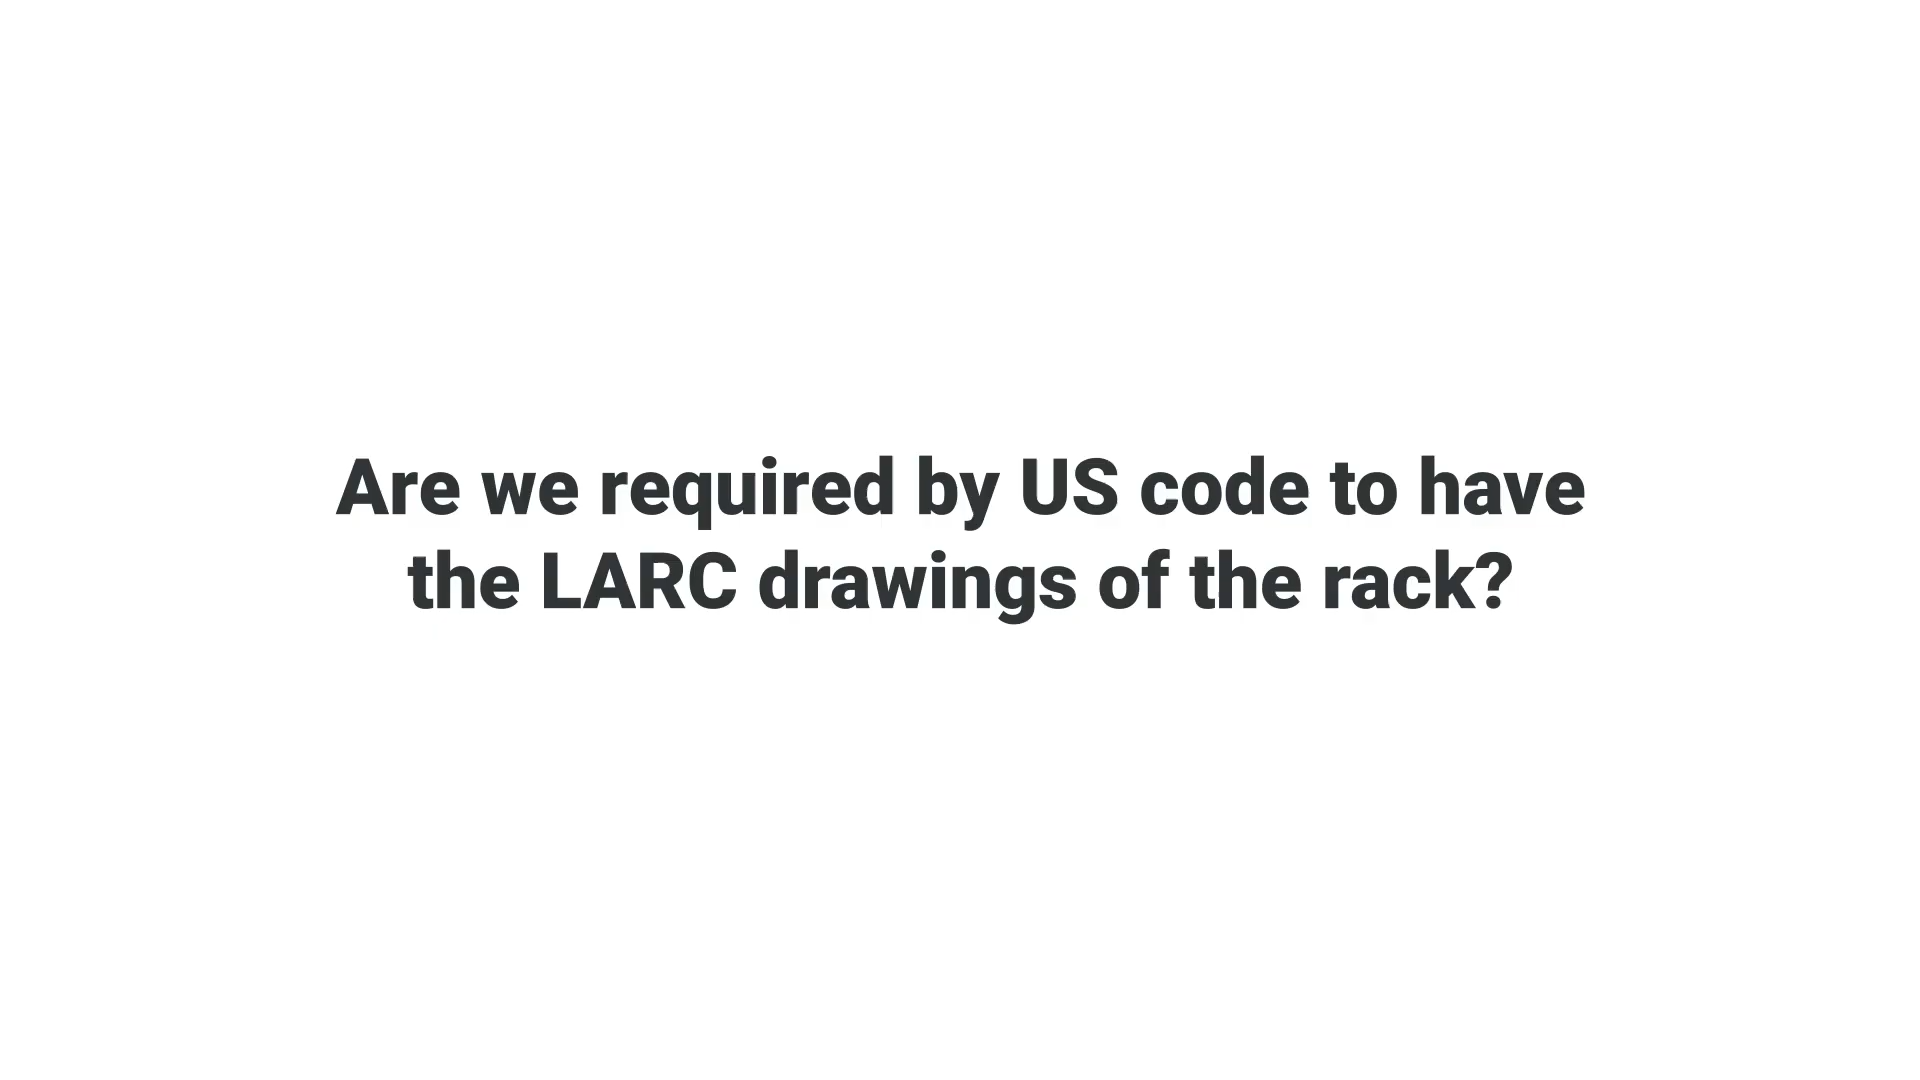 Are we required by US code to have
the LARC drawings of the rack?